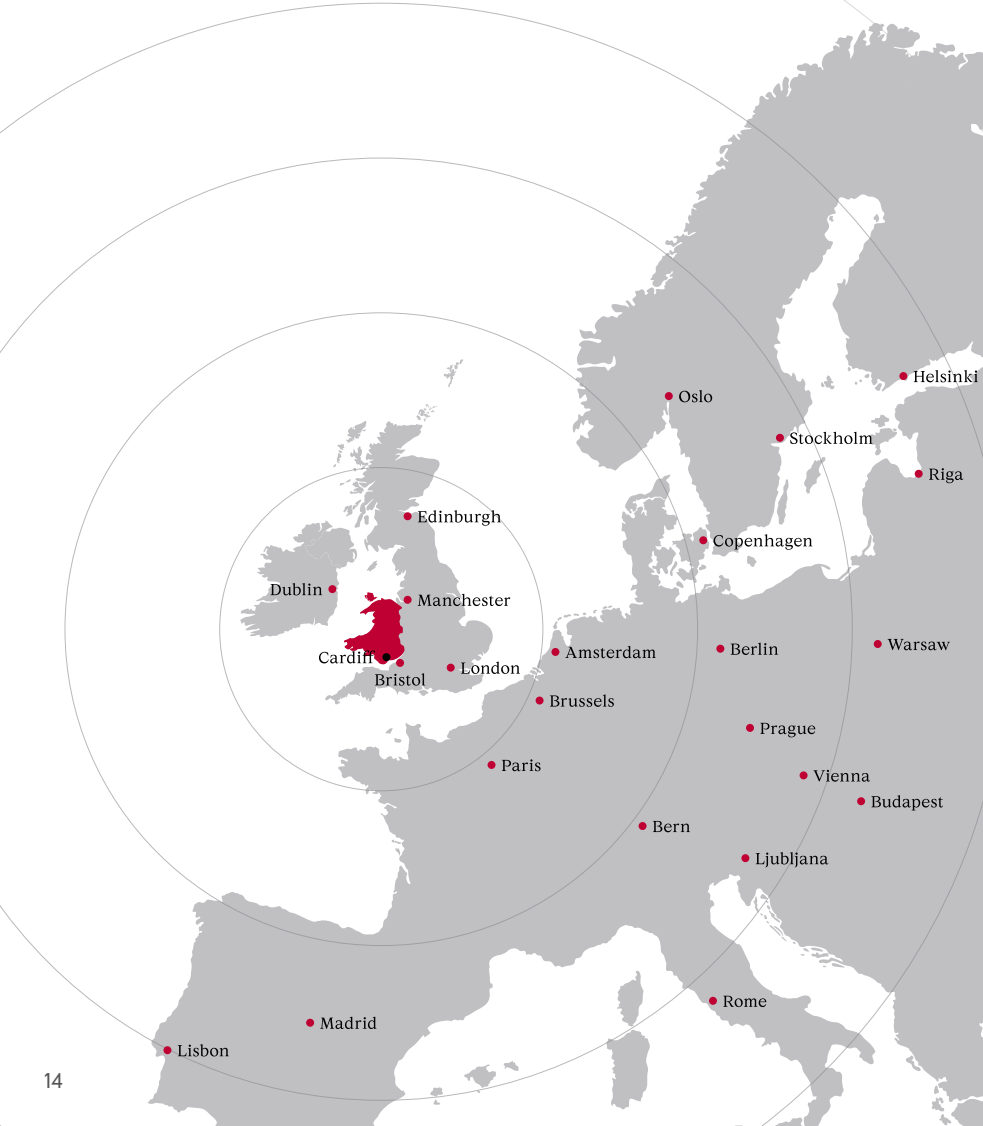 Helsinki
Oslo
Stockholm
Riga
Edinburgh
Copenhagen
Dublin
Manchester
Warsaw
Berlin
Amsterdam
Cardiff
London
Bristol
Brussels
Prague
Paris
Vienna
Budapest
Bern
Ljubljana
Rome
Madrid
Lisbon
14